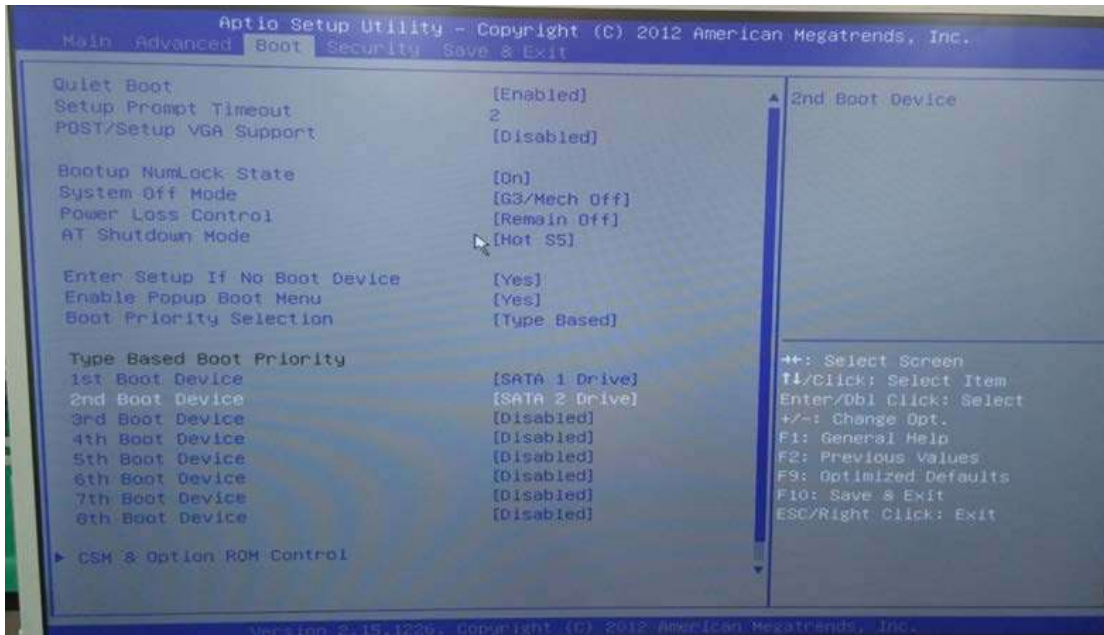 Aptio Setup Utility - Copyright (C) 2012 American Megatrends, Inc.
Main Advanced Boot Security Save & Exit
Quiet Boot [Enabled]
Setup Prompt Timeout 2
POST/Setup VGA Support [Disabled]
Bootup NumLock State [On]
System Off Mode [G3/Mech Off]
Power Loss Control [Remain Off]
AT Shutdown Mode [Hot S5]
Enter Setup If No Boot Device [Yes]
Enable Popup Boot Menu [Yes]
Boot Priority Selection [Type Based]
Type Based Boot Priority
1st Boot Device [SATA 1 Drive]
2nd Boot Device [SATA 2 Drive]
3rd Boot Device [Disabled]
4th Boot Device [Disabled]
5th Boot Device [Disabled]
6th Boot Device [Disabled]
7th Boot Device [Disabled]
8th Boot Device [Disabled]
► CSM & Option ROM Control
2nd Boot Device
→←: Select Screen
↑↓/Click: Select Item
Enter/Dbl Click: Select
+/-: Change Opt.
F1: General Help
F2: Previous Values
F9: Optimized Defaults
F10: Save & Exit
ESC/Right Click: Exit
Version 2.15.1226. Copyright (C) 2012 American Megatrends, Inc.